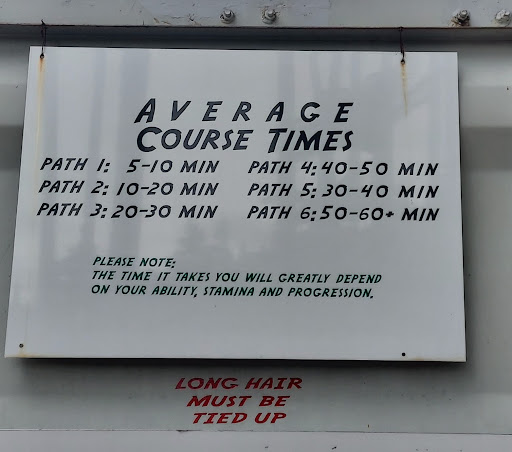 AVERAGE
COURSE TIMES
PATH 1: 5-10 MIN PATH 4: 40-50 MIN
PATH 2: 10-20 MIN PATH 5: 30-40 MIN
PATH 3: 20-30 MIN PATH 6: 50-60+ MIN
PLEASE NOTE:
THE TIME IT TAKES YOU WILL GREATLY DEPEND
ON YOUR ABILITY, STAMINA AND PROGRESSION.
LONG HAIR
MUST BE
TIED UP